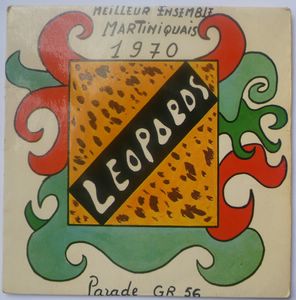 MEILLEUR ENSEMBLE
MARTINIQUAIS
1970
LEOPARDS
Parade GR 56